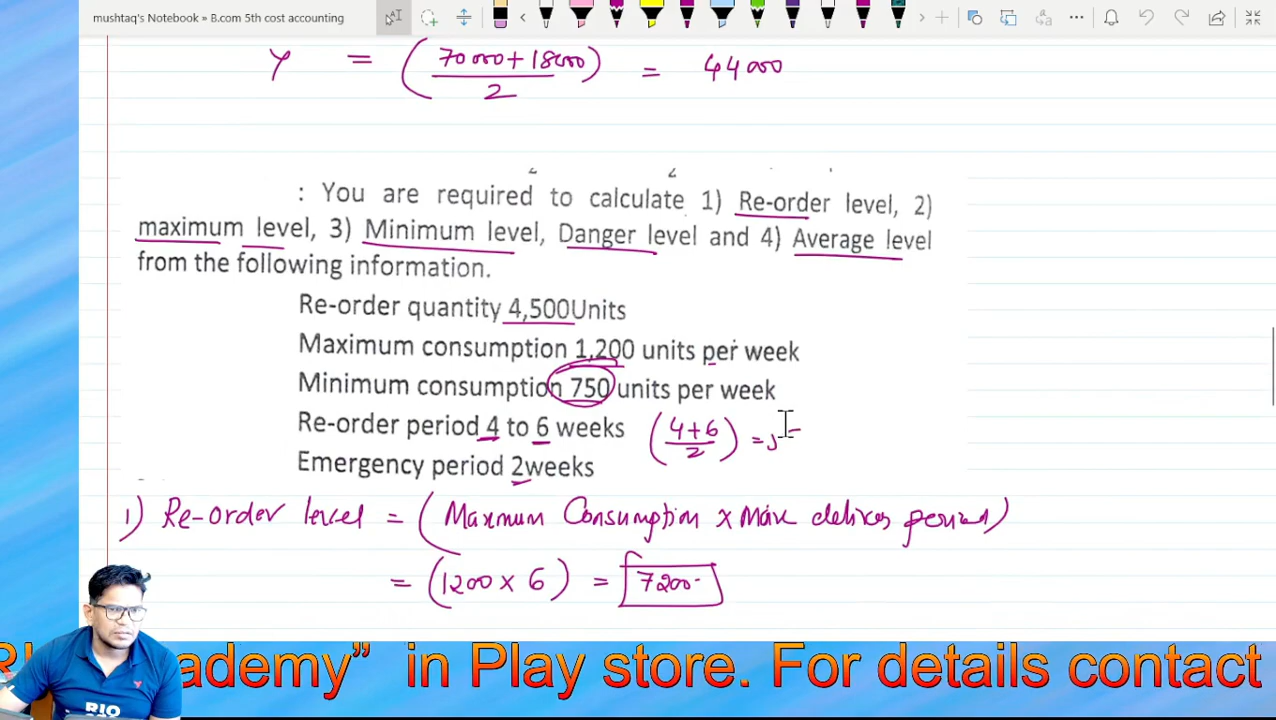 mushtaq's Notebook » B.com 5th cost accounting
Y = (70000+18000)/2 = 44000
: You are required to calculate 1) Re-order level, 2)
maximum level, 3) Minimum level, Danger level and 4) Average level
from the following information.
Re-order quantity 4,500Units
Maximum consumption 1,200 units per week
Minimum consumption 750 units per week
Re-order period 4 to 6 weeks (4+6)/2 =5
Emergency period 2weeks
1) Re-order level = (Maxmum Consumption x Max delivery period)
= (1200 x 6) = 7200
ademy" in Play store. For details contact
RIO